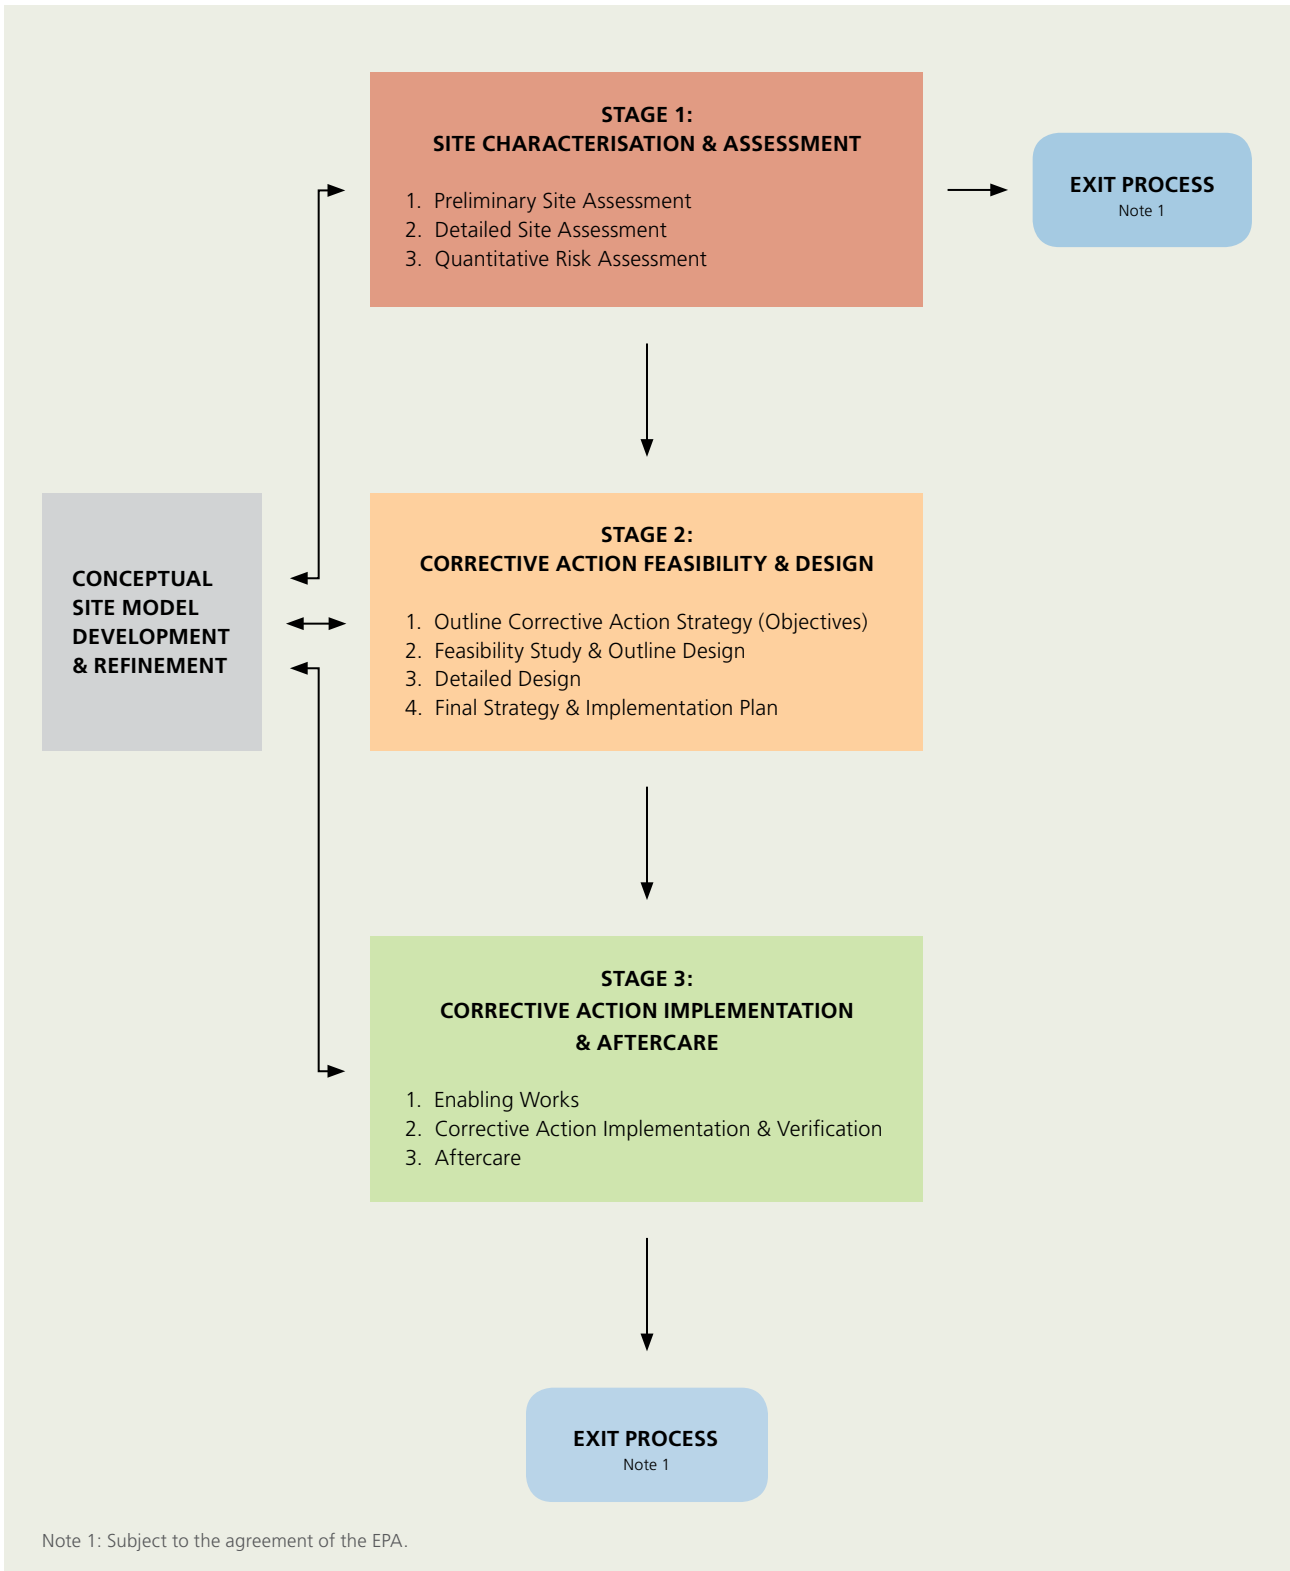 STAGE 1:
SITE CHARACTERISATION & ASSESSMENT
1. Preliminary Site Assessment
2. Detailed Site Assessment
3. Quantitative Risk Assessment
EXIT PROCESS
Note 1
CONCEPTUAL
SITE MODEL
DEVELOPMENT
& REFINEMENT
STAGE 2:
CORRECTIVE ACTION FEASIBILITY & DESIGN
1. Outline Corrective Action Strategy (Objectives)
2. Feasibility Study & Outline Design
3. Detailed Design
4. Final Strategy & Implementation Plan
STAGE 3:
CORRECTIVE ACTION IMPLEMENTATION
& AFTERCARE
1. Enabling Works
2. Corrective Action Implementation & Verification
3. Aftercare
EXIT PROCESS
Note 1
Note 1: Subject to the agreement of the EPA.